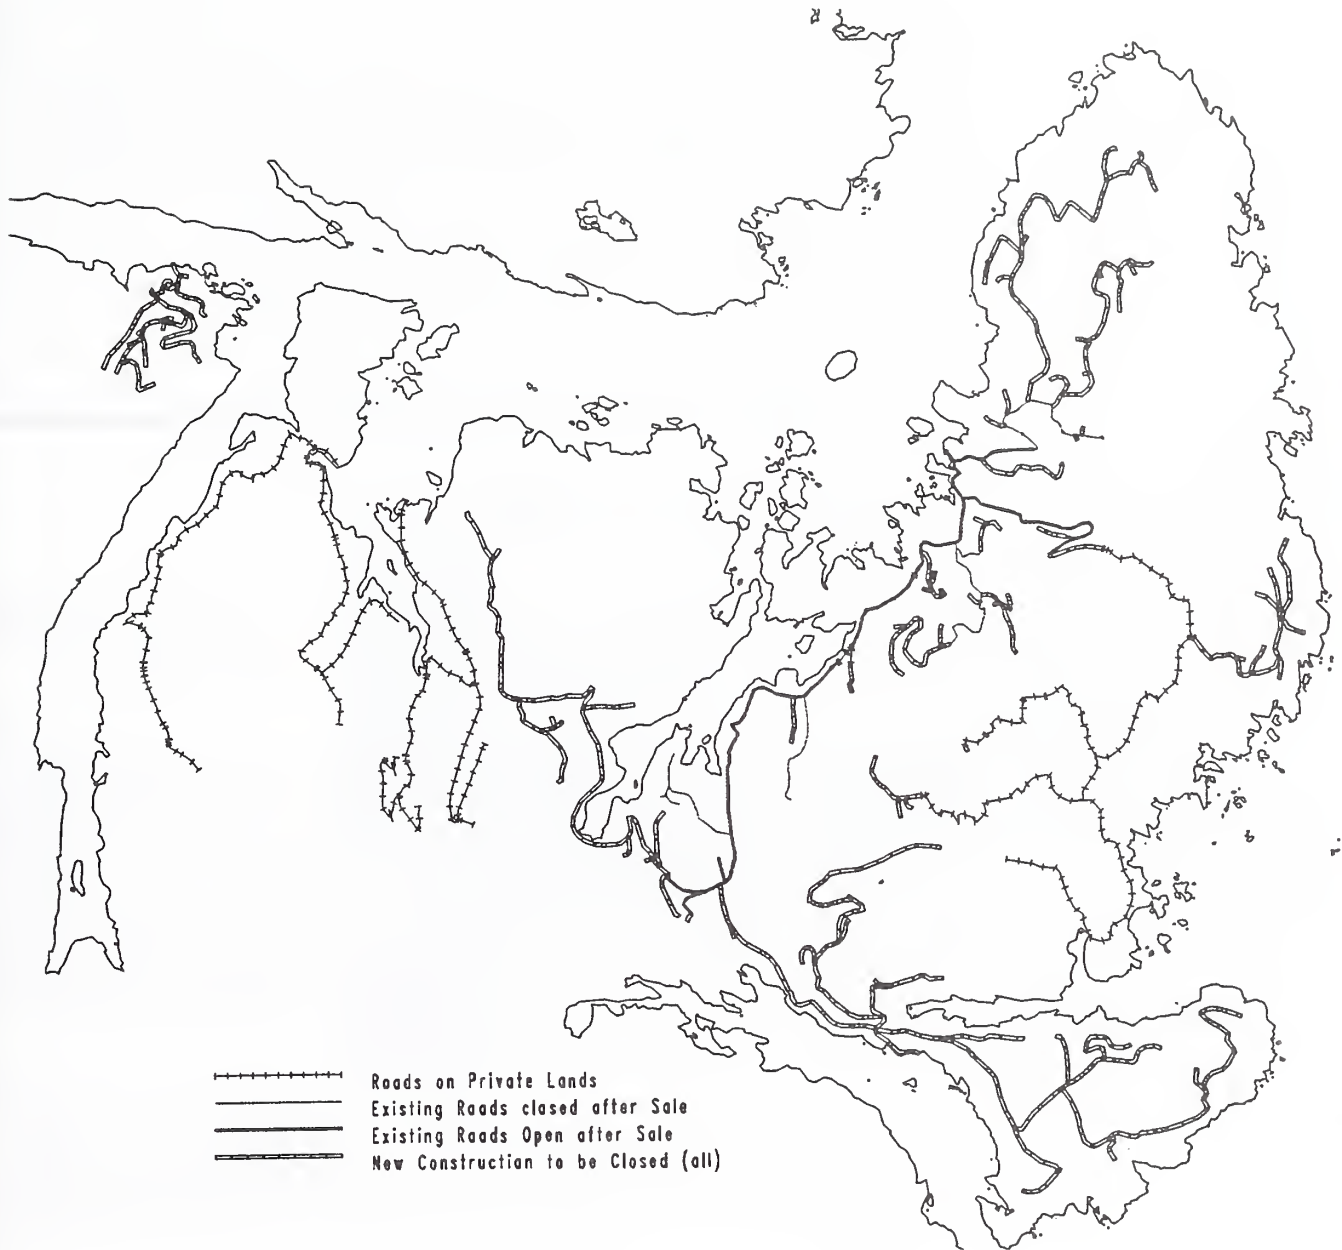 Roads on Private Lands
Existing Roads closed after Sale
Existing Roads Open after Sale
New Construction to be Closed (all)